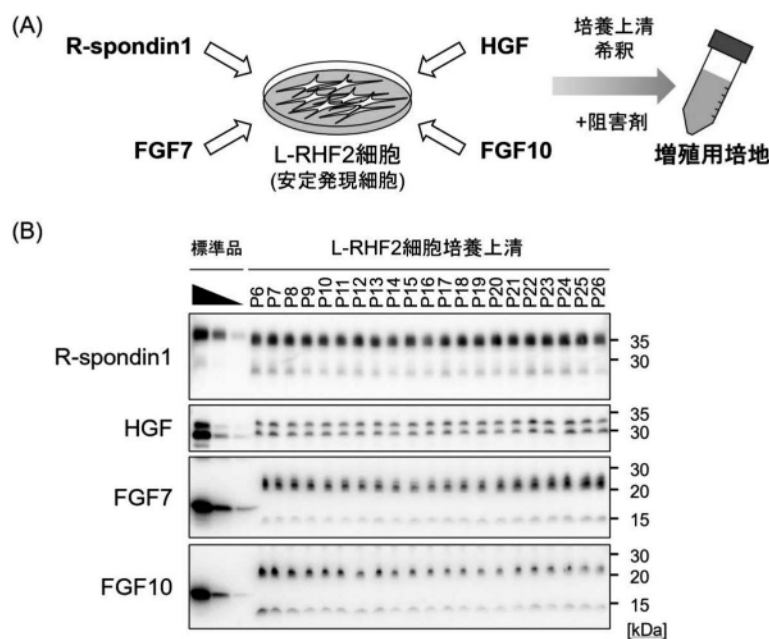 (A)
R-spondin1
HGF
FGF7
FGF10
L-RHF2細胞
(安定発現細胞)
培養上清
希釈
+阻害剤
増殖用培地
(B)
標準品
L-RHF2細胞培養上清
P6 P7 P8 P9 P10 P11 P12 P13 P14 P15 P16 P17 P18 P19 P20 P21 P22 P23 P24 P25 P26
R-spondin1
35
30
HGF
35
30
FGF7
30
20
15
FGF10
30
20
15
[kDa]